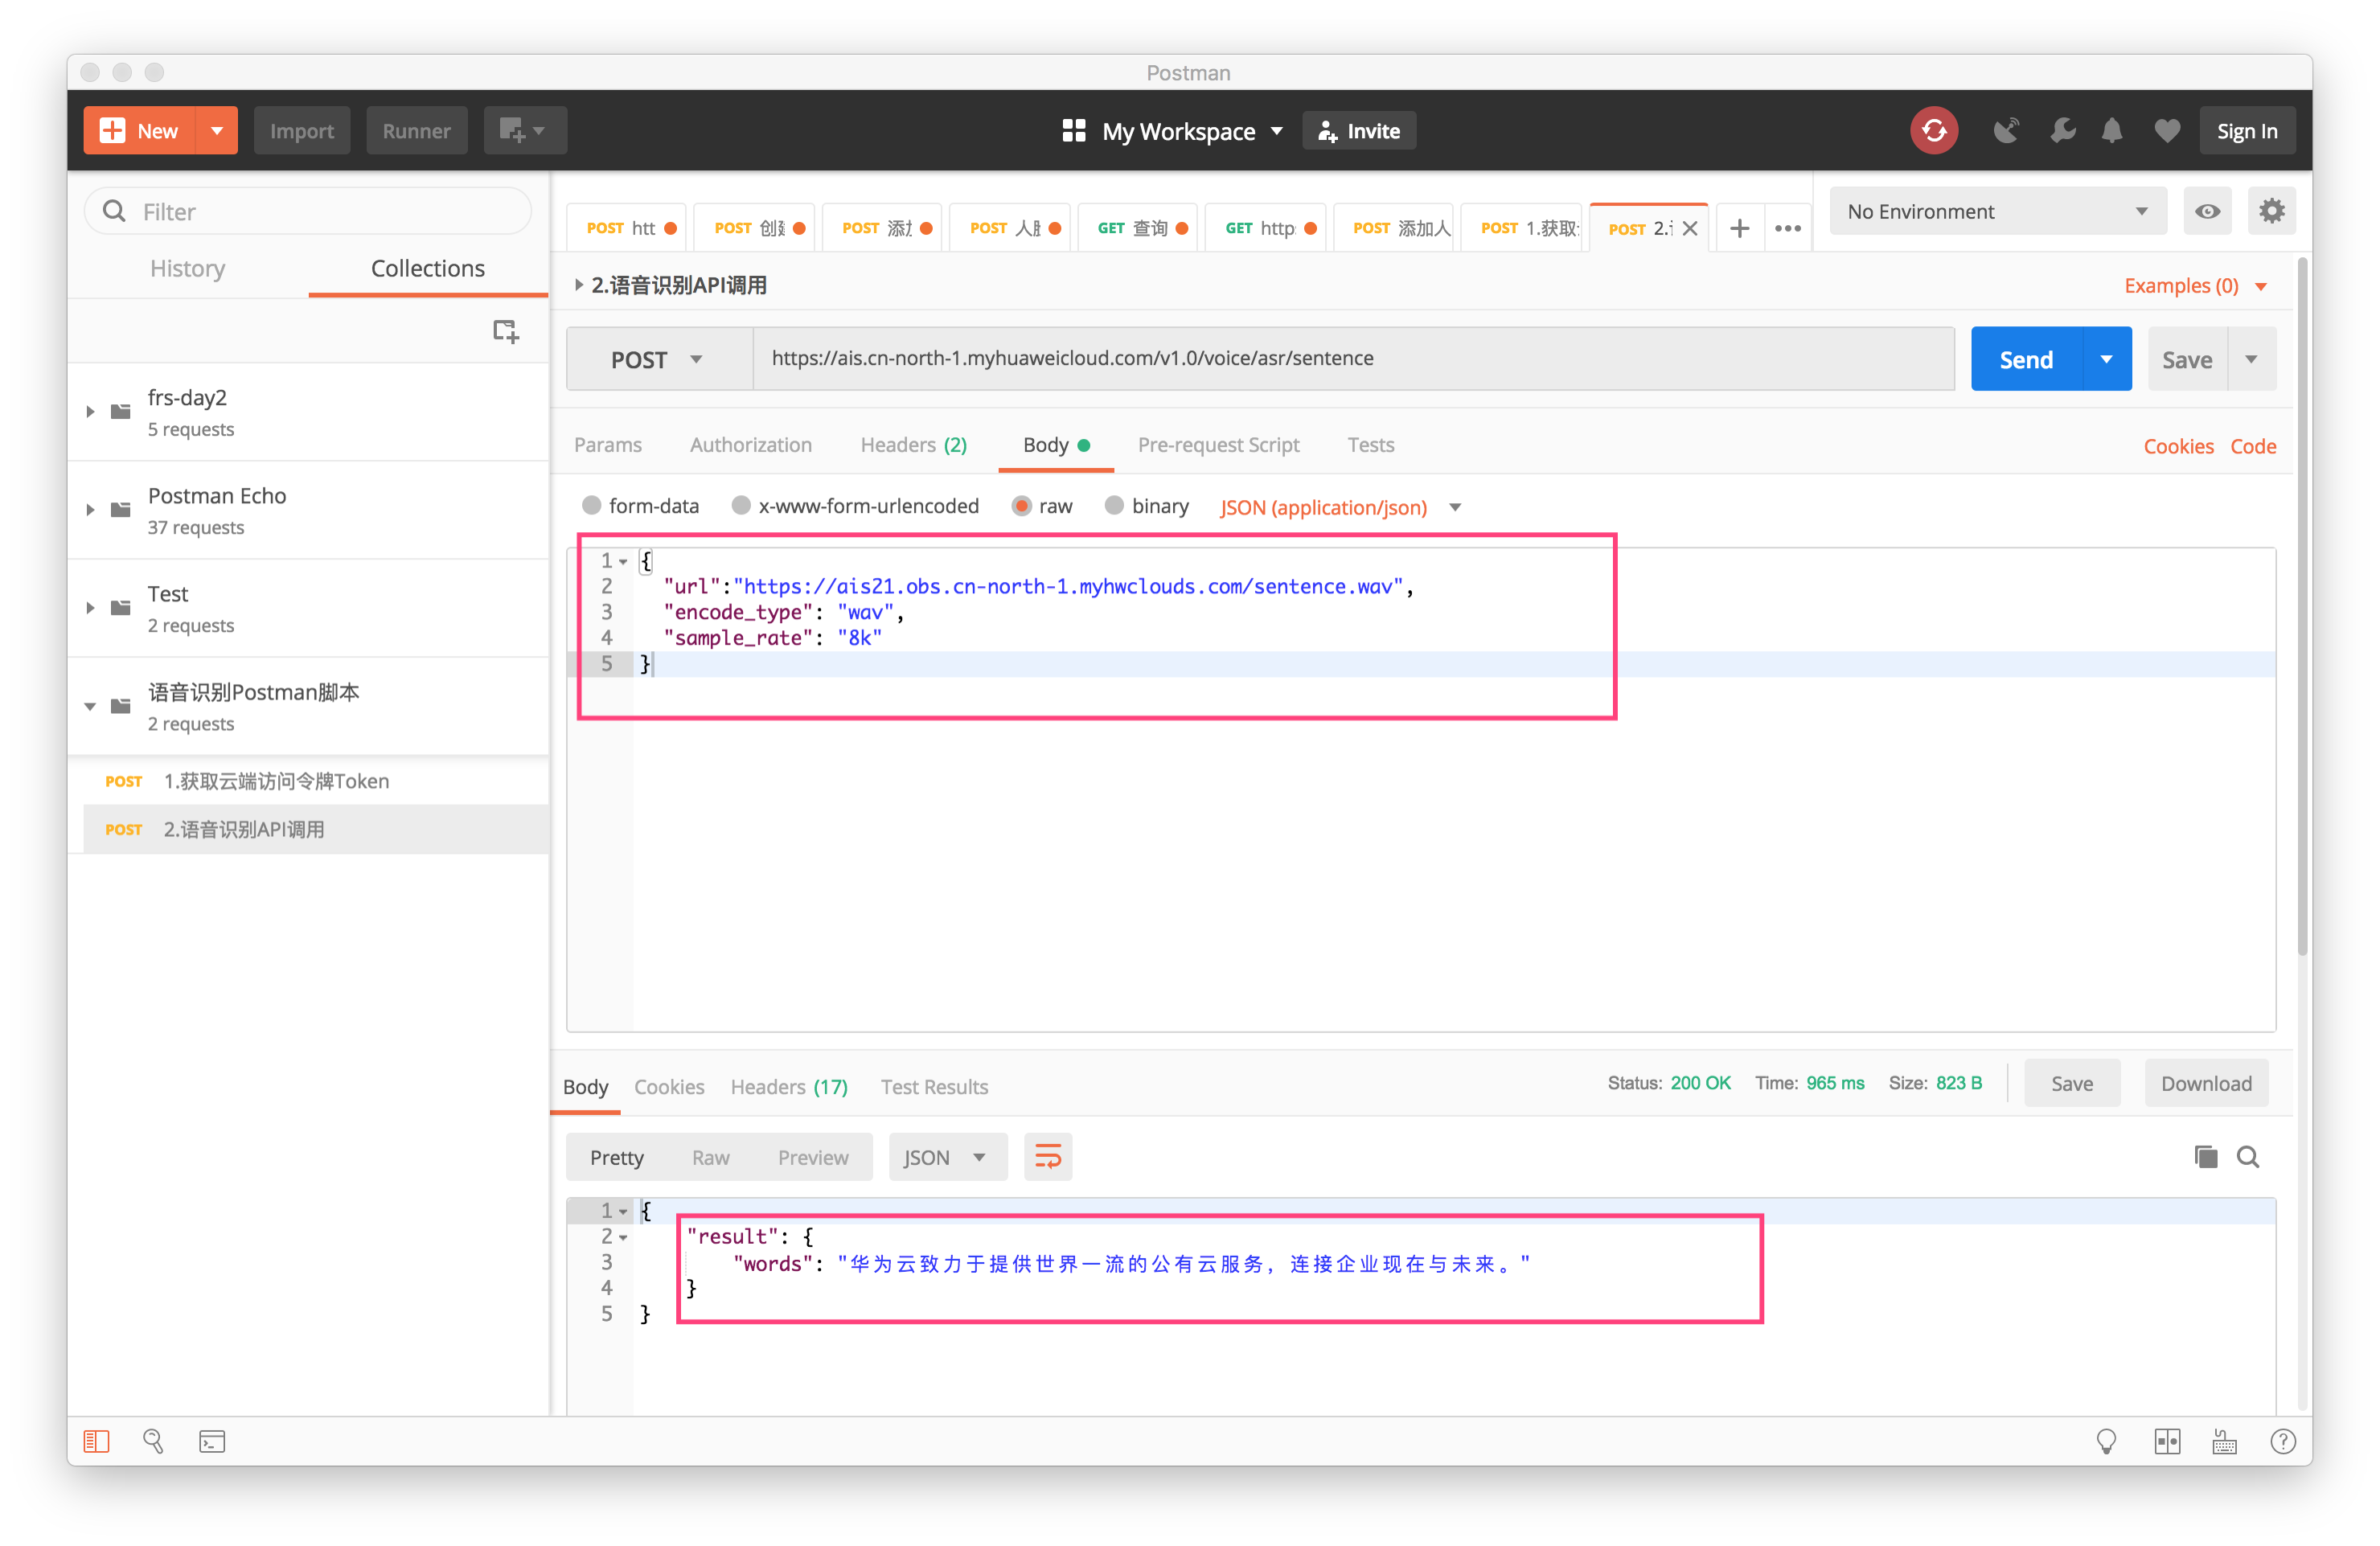 Postman
New
Import
Runner
My Workspace
Invite
Sign In
Filter
History
Collections
frs-day2
5 requests
Postman Echo
37 requests
Test
2 requests
语音识别Postman脚本
2 requests
POST 1.获取云端访问令牌Token
POST 2.语音识别API调用
POST htt
POST 创建
POST 添加
POST 人脸
GET 查询
GET http
POST 添加人
POST 1.获取
POST 2.
No Environment
2.语音识别API调用
Examples (0)
POST
https://ais.cn-north-1.myhuaweicloud.com/v1.0/voice/asr/sentence
Send
Save
Params Authorization Headers (2) Body Pre-request Script Tests
Cookies Code
form-data x-www-form-urlencoded raw binary JSON (application/json)
1 {
2 "url":"https://ais21.obs.cn-north-1.myhwclouds.com/sentence.wav",
3 "encode_type": "wav",
4 "sample_rate": "8k"
5 }
Body Cookies Headers (17) Test Results
Status: 200 OK Time: 965 ms Size: 823 B
Save
Download
Pretty Raw Preview
JSON
1 {
2 "result": {
3 "words": "华为云致力于提供世界一流的公有云服务，连接企业现在与未来。"
4 }
5 }